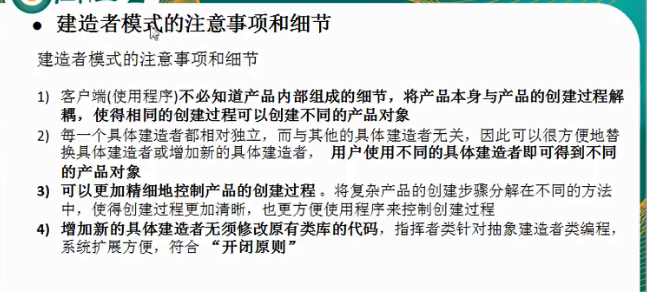 ● 建造者模式的注意事项和细节
建造者模式的注意事项和细节
1) 客户端(使用程序)不必知道产品内部组成的细节，将产品本身与产品的创建过程解
耦，使得相同的创建过程可以创建不同的产品对象
2) 每一个具体建造者都相对独立，而与其他的具体建造者无关，因此可以很方便地替
换具体建造者或增加新的具体建造者， 用户使用不同的具体建造者即可得到不同
的产品对象
3) 可以更加精细地控制产品的创建过程 。将复杂产品的创建步骤分解在不同的方法
中，使得创建过程更加清晰，也更方便使用程序来控制创建过程
4) 增加新的具体建造者无须修改原有类库的代码，指挥者类针对抽象建造者类编程，
系统扩展方便，符合 “开闭原则”